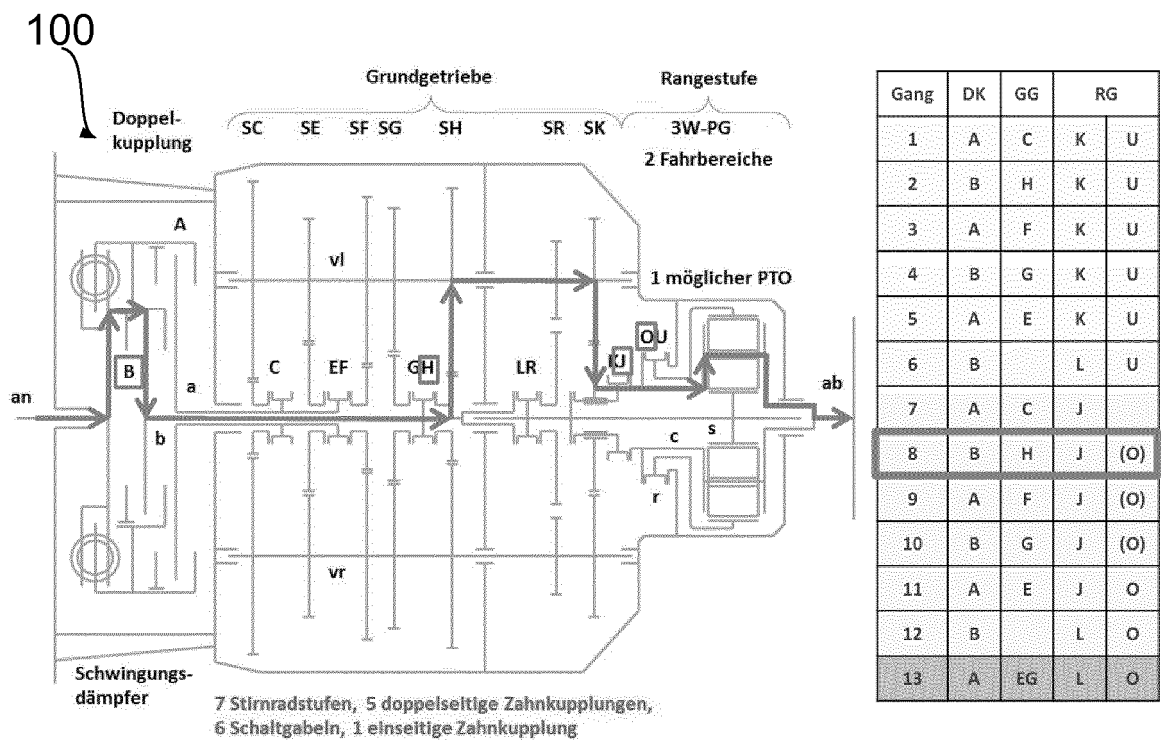 100
Grundgetriebe
Rangestufe
Doppel-
kupplung
SC SE SF SG SH SR SK
3W-PG
2 Fahrbereiche
A
vl
1 möglicher PTO
OU
KJ
B
C EF GH LR
a
an
ab
b
c
s
r
vr
Schwingungs-
dämpfer
7 Stirnradstufen, 5 doppelseitige Zahnkupplungen,
6 Schaltgabeln, 1 einseitige Zahnkupplung
Gang DK GG RG
1 A C K U
2 B H K U
3 A F K U
4 B G K U
5 A E K U
6 B L U
7 A C J
8 B H J (O)
9 A F J (O)
10 B G J (O)
11 A E J O
12 B L O
13 A EG L O